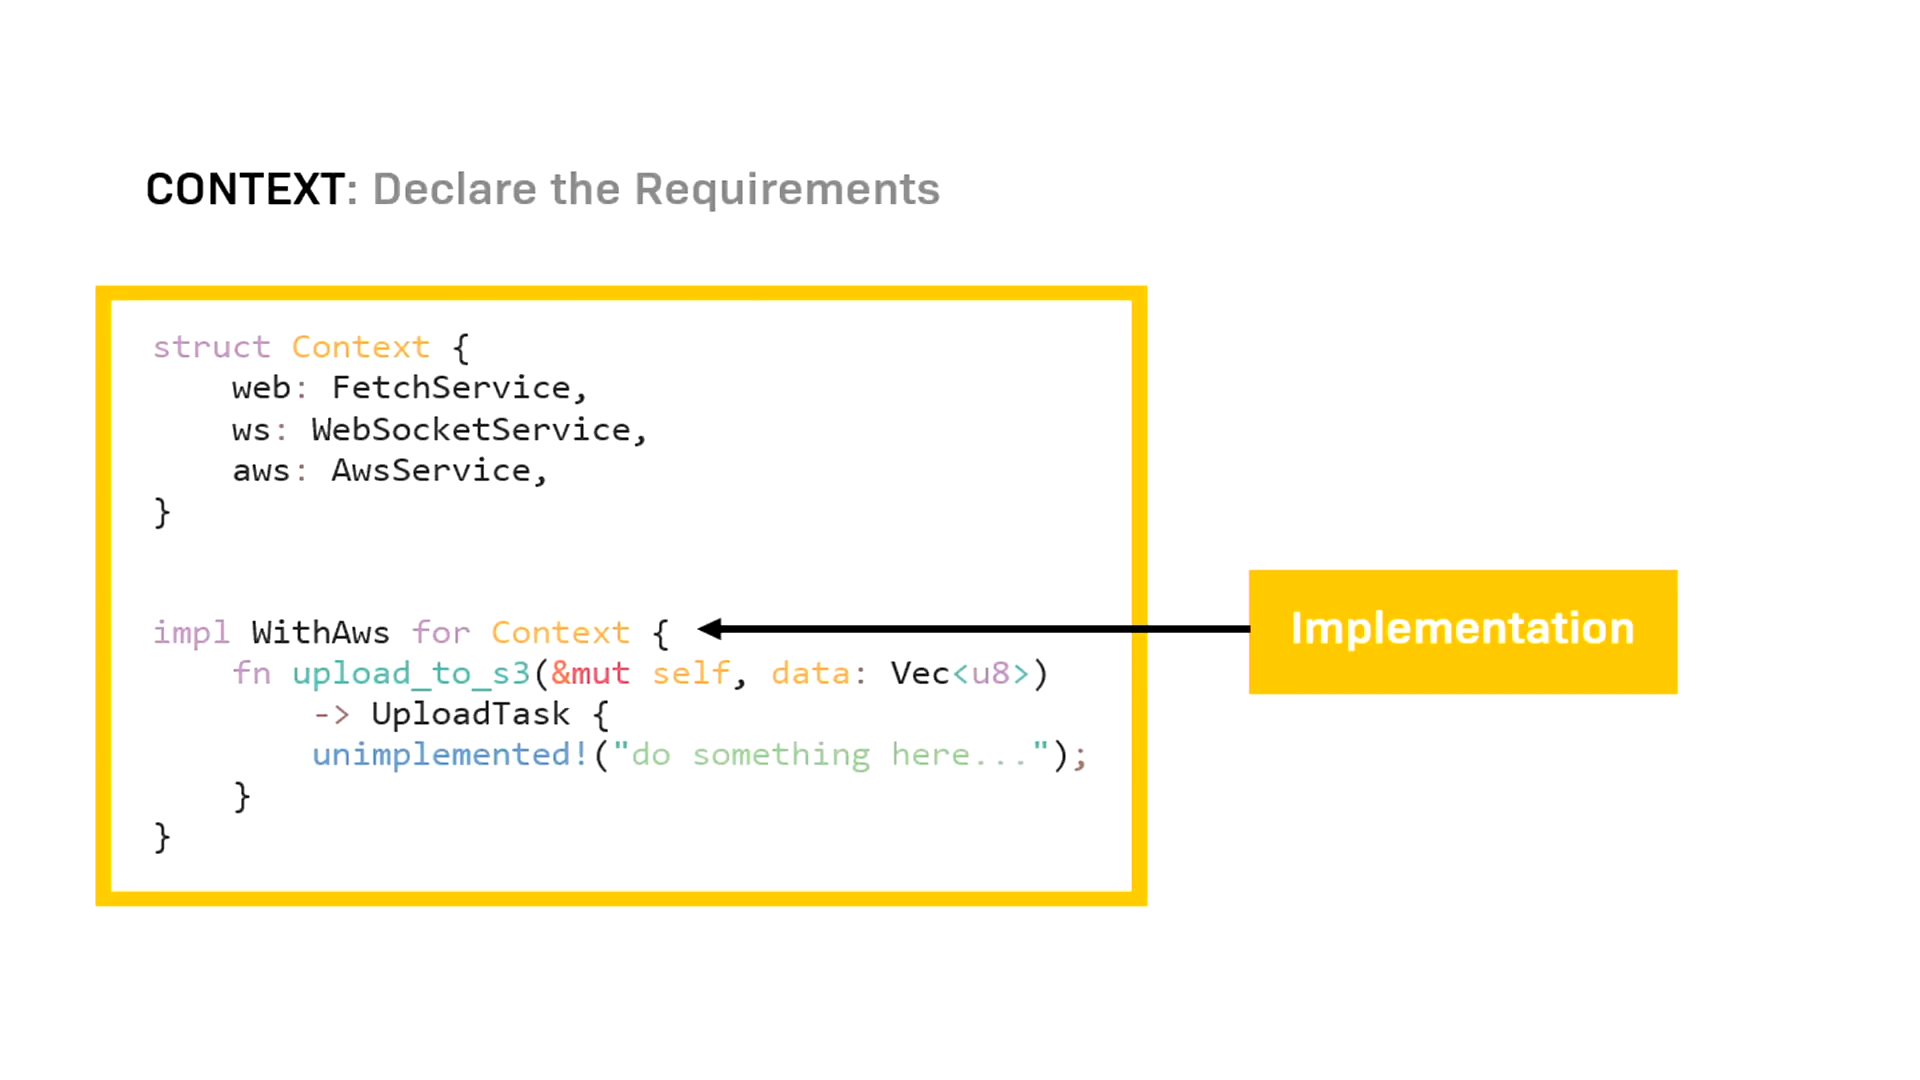 CONTEXT: Declare the Requirements
struct Context {
    web: FetchService,
    ws: WebSocketService,
    aws: AwsService,
}
impl WithAws for Context {
    fn upload_to_s3(&mut self, data: Vec<u8>)
        -> UploadTask {
        unimplemented!("do something here...");
    }
}
Implementation